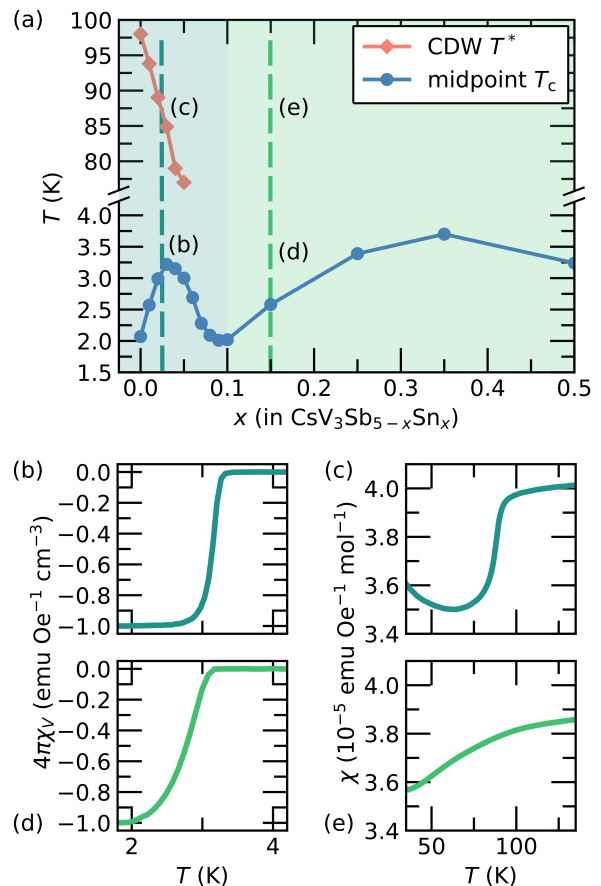 (a)
100
95
90
85
80
4.0
3.5
3.0
2.5
2.0
1.5
T (K)
CDW T*
midpoint Tc
(c)
(e)
(b)
(d)
0.0 0.1 0.2 0.3 0.4 0.5
x (in CsV₃Sb₅₋ₓSnₓ)
(b)
0.0
−0.2
−0.4
−0.6
−0.8
−1.0
(c)
4.0
3.8
3.6
3.4
4πχV (emu Oe⁻¹ cm⁻³)
χ (10⁻⁵ emu Oe⁻¹ mol⁻¹)
0.0
−0.2
−0.4
−0.6
−0.8
−1.0
(d)
2 4
T (K)
4.0
3.8
3.6
3.4
(e)
50 100
T (K)